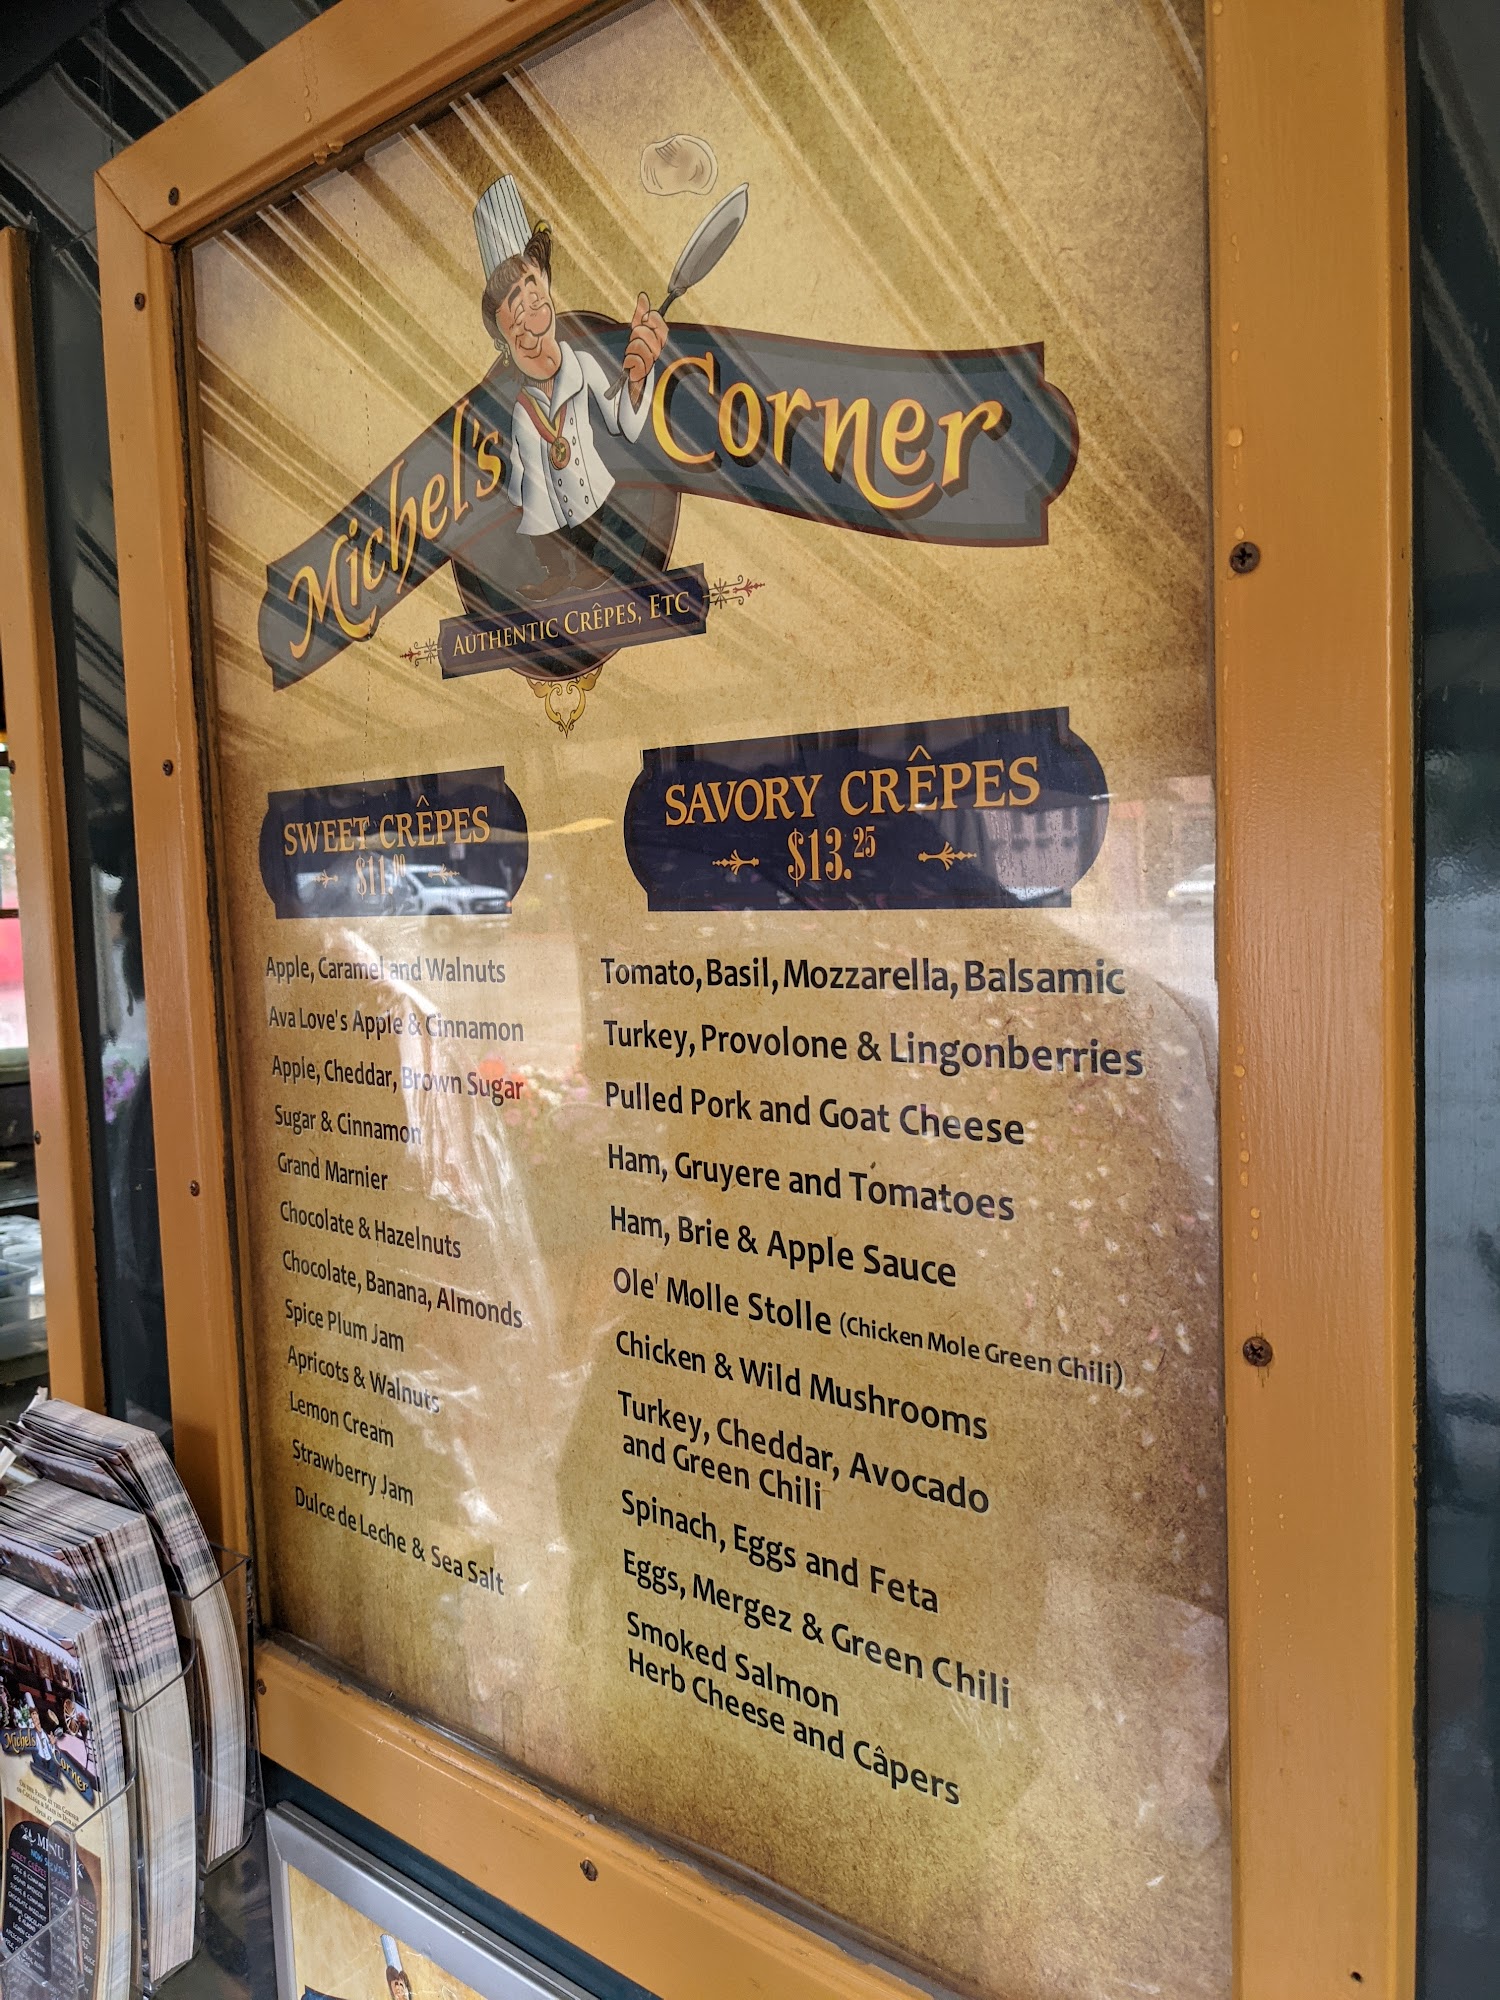 Michel's Corner
AUTHENTIC CRÊPES, ETC
SWEET CRÊPES
$11.00
Apple, Caramel and Walnuts
Ava Love's Apple & Cinnamon
Apple, Cheddar, Brown Sugar
Sugar & Cinnamon
Grand Marnier
Chocolate & Hazelnuts
Chocolate, Banana, Almonds
Spice Plum Jam
Apricots & Walnuts
Lemon Cream
Strawberry Jam
Dulce de Leche & Sea Salt
SAVORY CRÊPES
$13.25
Tomato, Basil, Mozzarella, Balsamic
Turkey, Provolone & Lingonberries
Pulled Pork and Goat Cheese
Ham, Gruyere and Tomatoes
Ham, Brie & Apple Sauce
Ole' Molle Stolle (Chicken Mole Green Chili)
Chicken & Wild Mushrooms
Turkey, Cheddar, Avocado
and Green Chili
Spinach, Eggs and Feta
Eggs, Mergez & Green Chili
Smoked Salmon
Herb Cheese and Câpers
Michel's Corner
MENU